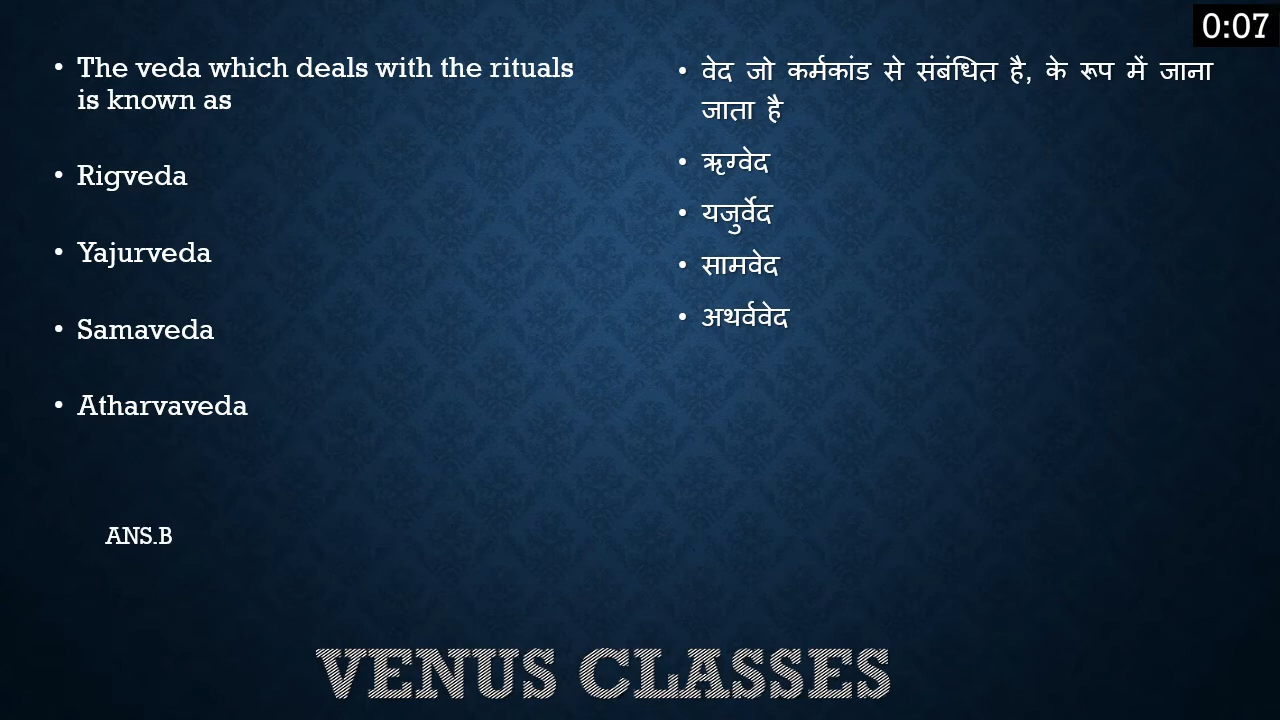 0:07
• The veda which deals with the rituals
is known as
• Rigveda
• Yajurveda
• Samaveda
• Atharvaveda
ANS.B
• वेद जो कर्मकांड से संबंधित है, के रूप में जाना
जाता है
• ऋग्वेद
• यजुर्वेद
• सामवेद
• अथर्ववेद
VENUS CLASSES